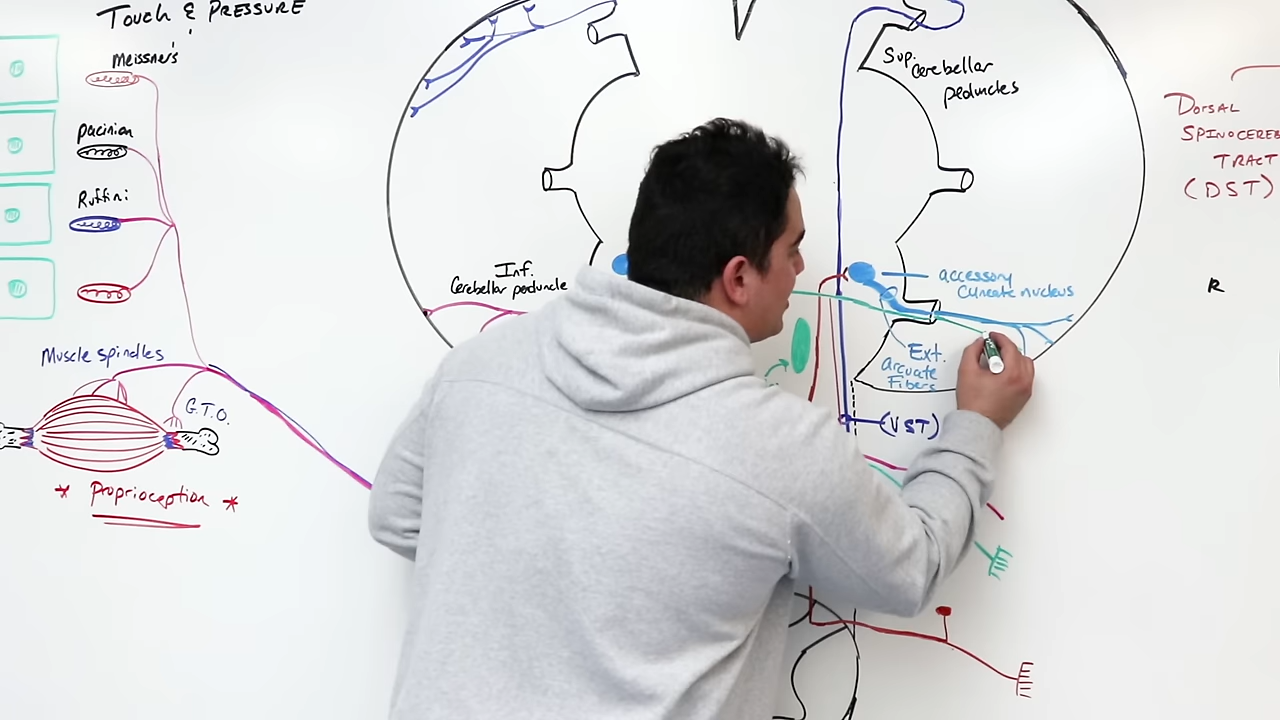 Touch & PRESSURE
Meissner's
pacinian
Ruffini
Muscle spindles
G.T.O.
* Proprioception *
Inf.
Cerebellar peduncle
Sup.
Cerebellar
peduncles
accessory
Cuneate nucleus
Ext.
arcuate
Fibers
(VST)
DORSAL
SPINOCEREB
TRACT
(DST)
R